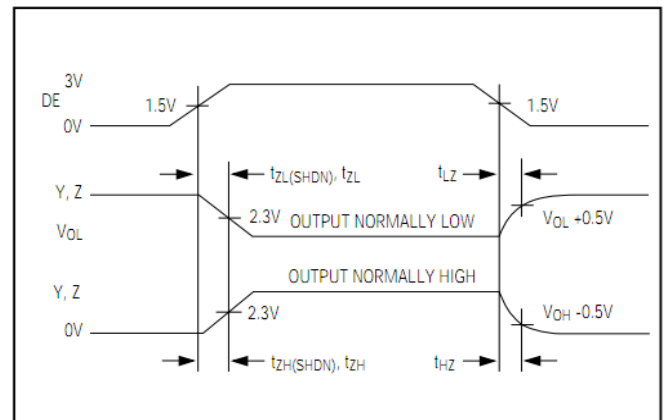 3V
DE
1.5V
1.5V
0V
tZL(SHDN), tZL
tLZ
Y, Z
2.3V
OUTPUT NORMALLY LOW
VOL +0.5V
VOL
OUTPUT NORMALLY HIGH
Y, Z
2.3V
VOH -0.5V
0V
tZH(SHDN), tZH
tHZ